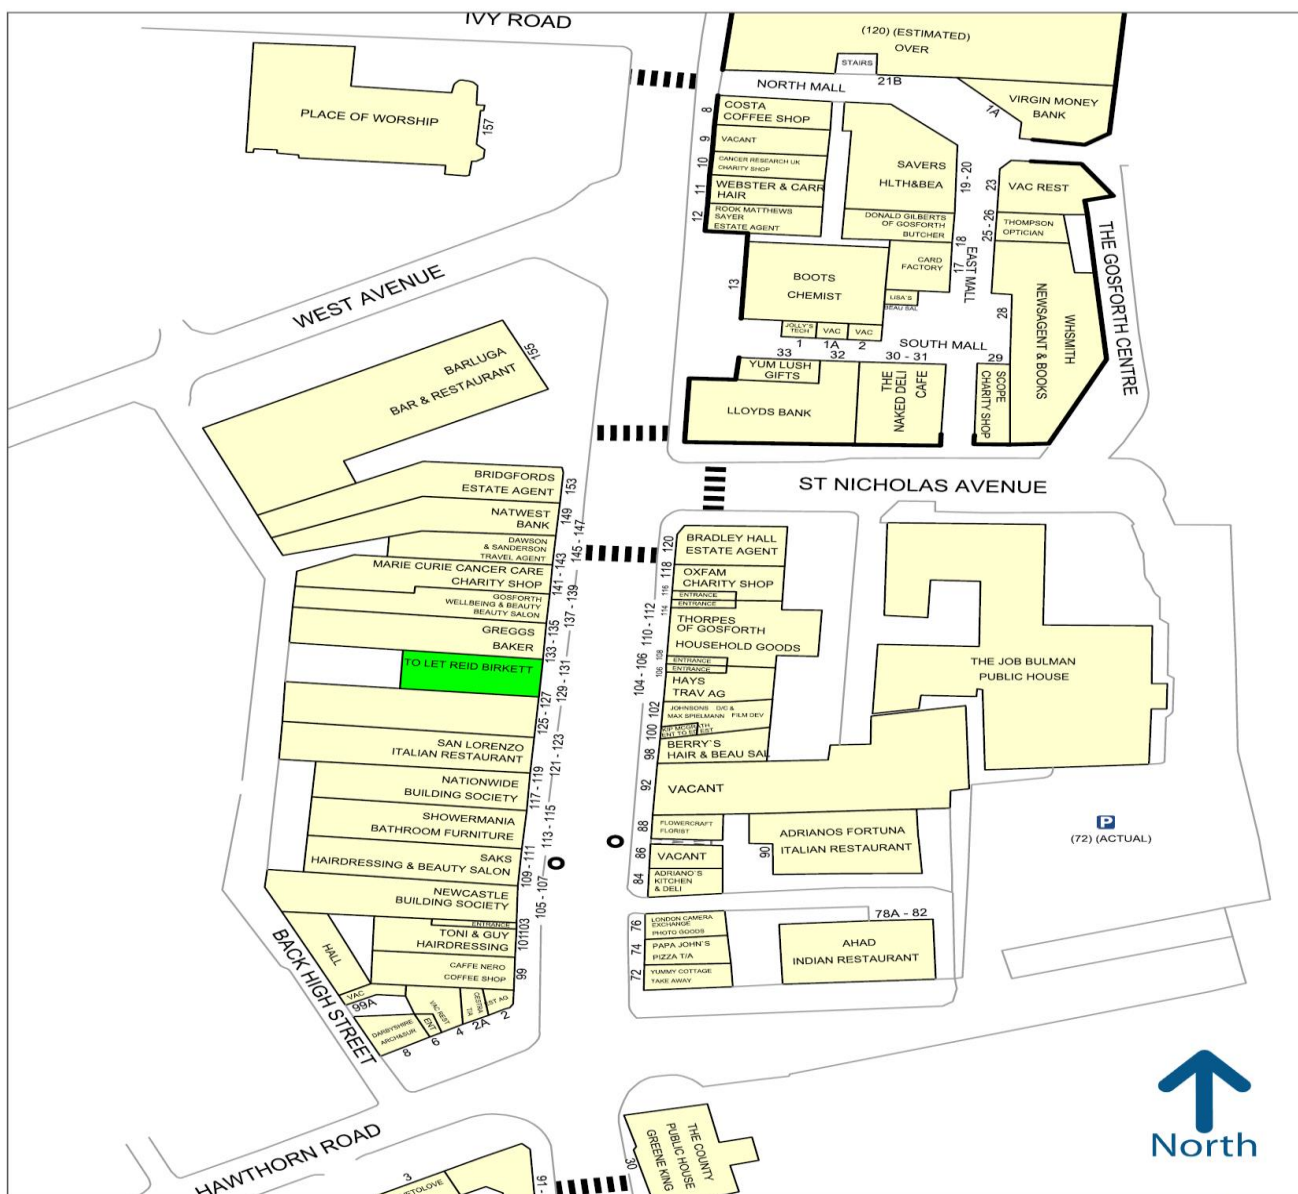 IVY ROAD
(120) (ESTIMATED)
OVER
STAIRS
21B
NORTH MALL
VIRGIN MONEY
BANK
1A
PLACE OF WORSHIP
157
8
COSTA
COFFEE SHOP
9
VACANT
10
CANCER RESEARCH UK
CHARITY SHOP
11
WEBSTER & CARR
HAIR
12
ROOK MATTHEWS
SAYER
ESTATE AGENT
SAVERS
HLTH&BEA
19 - 20
DONALD GILBERTS
OF GOSFORTH
BUTCHER
18
23
VAC REST
25 - 26
THOMPSON
OPTICIAN
THE GOSFORTH CENTRE
WEST AVENUE
13
BOOTS
CHEMIST
CARD
FACTORY
17
EAST MALL
LISA'S
BEAU SAL
28
WHSMITH
NEWSAGENT & BOOKS
JOLLY'S
TECH
VAC
VAC
1
1A
2
SOUTH MALL
33
32
30 - 31
29
YUM LUSH
GIFTS
LLOYDS BANK
THE
NAKED DELI
CAFE
SCOPE
CHARITY SHOP
155
BARLUGA
BAR & RESTAURANT
ST NICHOLAS AVENUE
BRIDGFORDS
ESTATE AGENT
153
NATWEST
BANK
149
145 - 147
DAWSON
& SANDERSON
TRAVEL AGENT
141 - 143
MARIE CURIE CANCER CARE
CHARITY SHOP
137 - 139
GOSFORTH
WELLBEING & BEAUTY
BEAUTY SALON
133 - 135
GREGGS
BAKER
129 - 131
TO LET REID BIRKETT
125 - 127
121 - 123
SAN LORENZO
ITALIAN RESTAURANT
117 - 119
NATIONWIDE
BUILDING SOCIETY
113 - 115
SHOWERMANIA
BATHROOM FURNITURE
109 - 111
SAKS
HAIRDRESSING & BEAUTY SALON
105 - 107
NEWCASTLE
BUILDING SOCIETY
103
ENTRANCE
101
TONI & GUY
HAIRDRESSING
99
CAFFE NERO
COFFEE SHOP
HALL
VAC
99A
DARBYSHIRE
ARCH&SUR
8
ENT
6
VAC REST
4
T/A
2A
EST AG
2
BACK HIGH STREET
120
BRADLEY HALL
ESTATE AGENT
118
OXFAM
CHARITY SHOP
116
ENTRANCE
114
ENTRANCE
110 - 112
THORPES
OF GOSFORTH
HOUSEHOLD GOODS
108
ENTRANCE
106
ENTRANCE
104 - 106
HAYS
TRAV AG
102
JOHNSONS D/C &
MAX SPIELMANN FILM DEV
100
98
BERRY'S
HAIR & BEAU SAL
92
VACANT
88
FLOWERCRAFT
FLORIST
86
VACANT
84
ADRIANO'S
KITCHEN
& DELI
90
ADRIANOS FORTUNA
ITALIAN RESTAURANT
THE JOB BULMAN
PUBLIC HOUSE
P
(72) (ACTUAL)
76
LONDON CAMERA
EXCHANGE
PHOTO GOODS
74
PAPA JOHN'S
PIZZA T/A
72
YUMMY COTTAGE
TAKE AWAY
78A - 82
AHAD
INDIAN RESTAURANT
HAWTHORN ROAD
3
30
THE COUNTY
PUBLIC HOUSE
GREENE KING
North